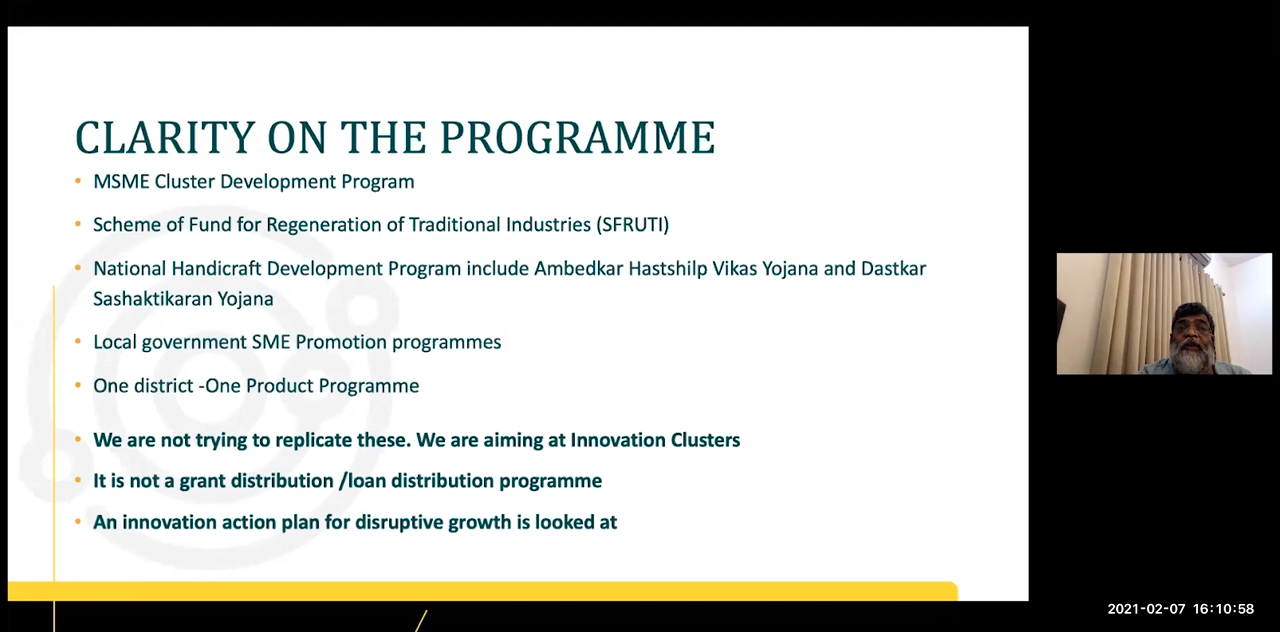 CLARITY ON THE PROGRAMME
• MSME Cluster Development Program
• Scheme of Fund for Regeneration of Traditional Industries (SFRUTI)
• National Handicraft Development Program include Ambedkar Hastshilp Vikas Yojana and Dastkar
Sashaktikaran Yojana
• Local government SME Promotion programmes
• One district -One Product Programme
• We are not trying to replicate these. We are aiming at Innovation Clusters
• It is not a grant distribution /loan distribution programme
• An innovation action plan for disruptive growth is looked at
2021-02-07 16:10:58